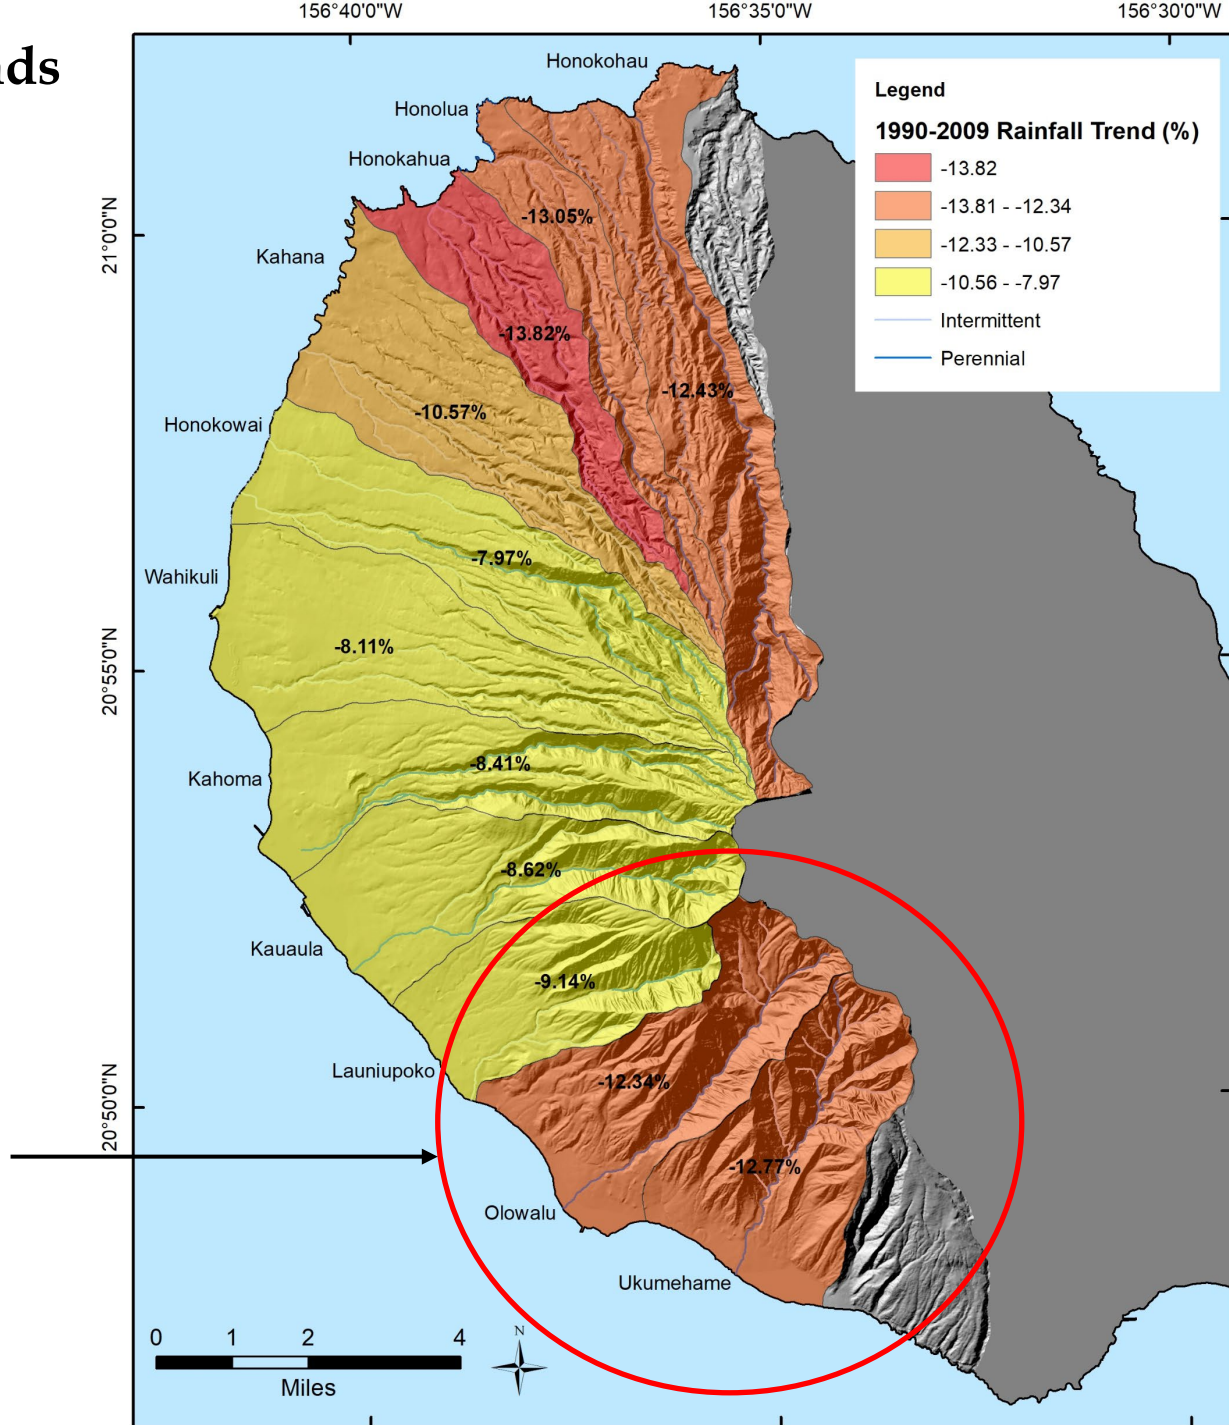 156°40'0"W
156°35'0"W
156°30'0"W
nds
Honokohau
Legend
1990-2009 Rainfall Trend (%)
-13.82
-13.81 - -12.34
-12.33 - -10.57
-10.56 - -7.97
Intermittent
Perennial
Honolua
Honokahua
21°0'0"N
-13.05%
Kahana
-13.82%
-12.43%
-10.57%
Honokowai
-7.97%
Wahikuli
-8.11%
20°55'0"N
-8.41%
Kahoma
-8.62%
Kauaula
-9.14%
Launiupoko
-12.34%
20°50'0"N
-12.77%
Olowalu
Ukumehame
0 1 2 4
Miles
N